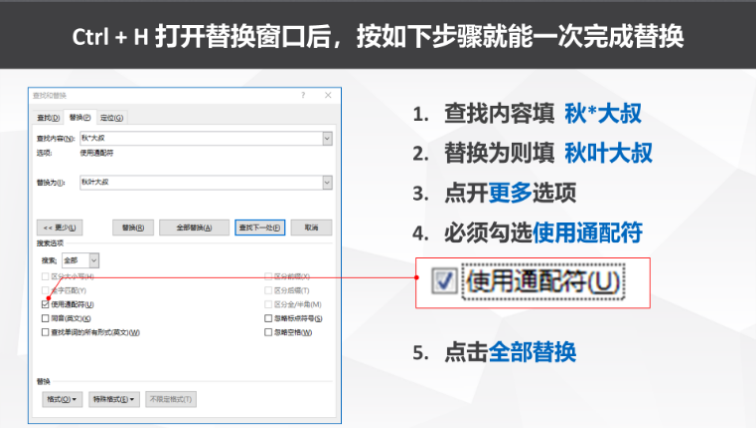 Ctrl + H 打开替换窗口后，按如下步骤就能一次完成替换
查找和替换
? ×
查找(D) 替换(P) 定位(G)
查找内容(N): 秋*大叔
选项: 使用通配符
替换为(I): 秋叶大叔
<< 更少(L) 替换(R) 全部替换(A) 查找下一处(F) 取消
搜索选项
搜索: 全部
区分大小写(H) 区分前缀(X)
全字匹配(Y) 区分后缀(T)
使用通配符(U) 区分全/半角(M)
同音(英文)(K) 忽略标点符号(S)
查找单词的所有形式(英文)(W) 忽略空格(W)
替换
格式(O) 特殊格式(E) 不限定格式(T)
1. 查找内容填 秋*大叔
2. 替换为则填 秋叶大叔
3. 点开更多选项
4. 必须勾选使用通配符
使用通配符(U)
5. 点击全部替换